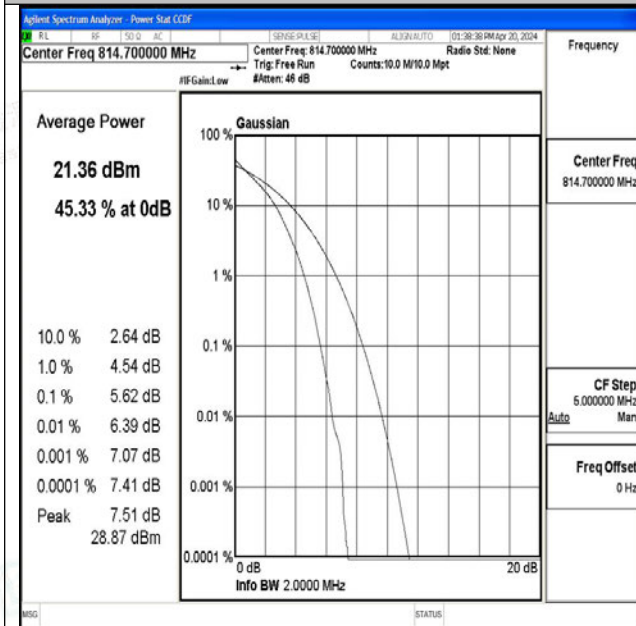 Agilent Spectrum Analyzer - Power Stat CCDF
RL RF 50 Ω AC SENSE:PULSE ALIGNAUTO 01:38:38 PM Apr 20, 2024
Center Freq 814.700000 MHz
Center Freq: 814.700000 MHz Radio Std: None
Trig: Free Run Counts:10.0 M/10.0 Mpt
#IFGain:Low #Atten: 46 dB
Frequency
Average Power
21.36 dBm
45.33 % at 0dB
10.0 % 2.64 dB
1.0 % 4.54 dB
0.1 % 5.62 dB
0.01 % 6.39 dB
0.001 % 7.07 dB
0.0001 % 7.41 dB
Peak 7.51 dB
28.87 dBm
Gaussian
100 %
10 %
1 %
0.1 %
0.01 %
0.001 %
0.0001 %
0 dB 20 dB
Info BW 2.0000 MHz
Center Freq
814.700000 MHz
CF Step
5.000000 MHz
Auto Man
Freq Offset
0 Hz
MSG STATUS